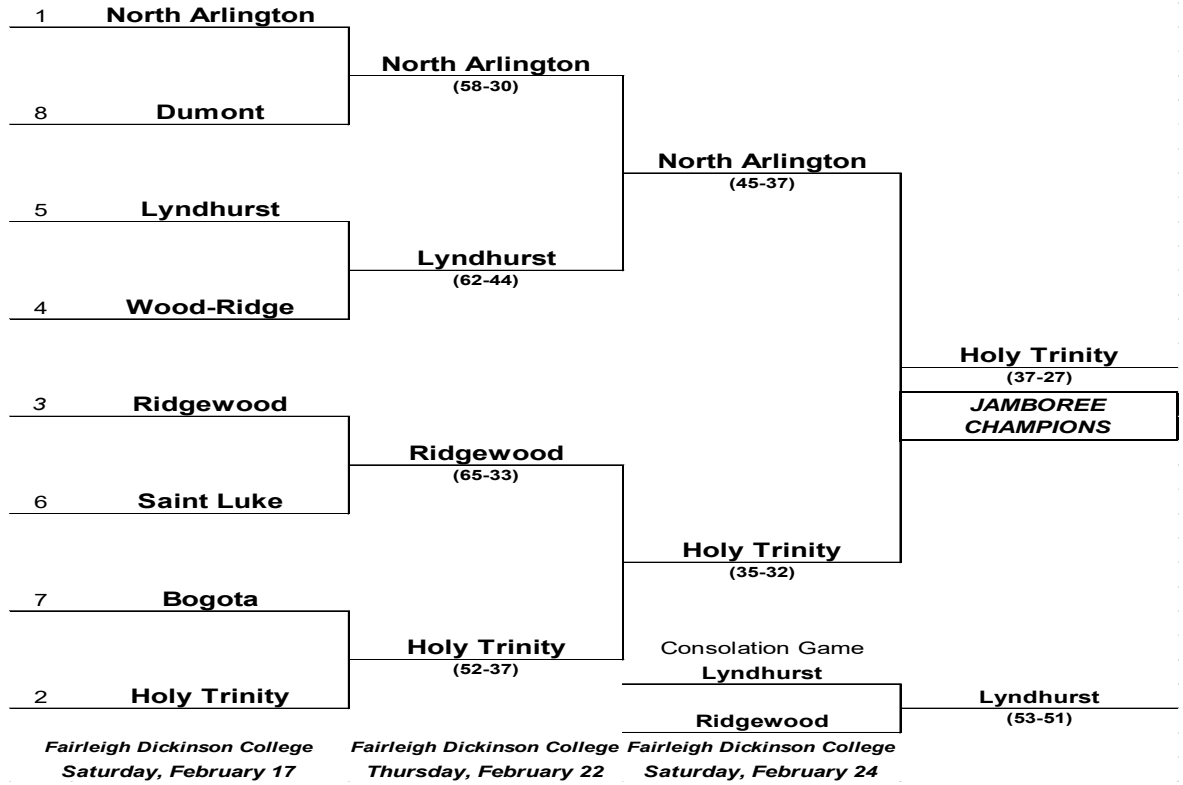 1 North Arlington
North Arlington
(58-30)
8 Dumont
North Arlington
(45-37)
5 Lyndhurst
Lyndhurst
(62-44)
4 Wood-Ridge
Holy Trinity
(37-27)
3 Ridgewood
JAMBOREE
CHAMPIONS
Ridgewood
(65-33)
6 Saint Luke
Holy Trinity
(35-32)
7 Bogota
Holy Trinity
(52-37)
Consolation Game
Lyndhurst
2 Holy Trinity
Lyndhurst
(53-51)
Ridgewood
Fairleigh Dickinson College Fairleigh Dickinson College Fairleigh Dickinson College
Saturday, February 17 Thursday, February 22 Saturday, February 24